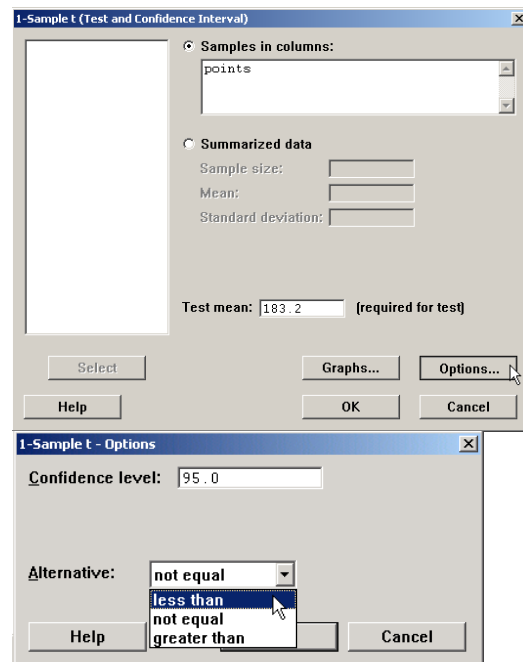 1-Sample t (Test and Confidence Interval)
Samples in columns:
points
Summarized data
Sample size:
Mean:
Standard deviation:
Test mean: 183.2 (required for test)
Select Graphs... Options...
Help OK Cancel
1-Sample t - Options
Confidence level: 95.0
Alternative: not equal
less than
not equal
greater than
Help Cancel